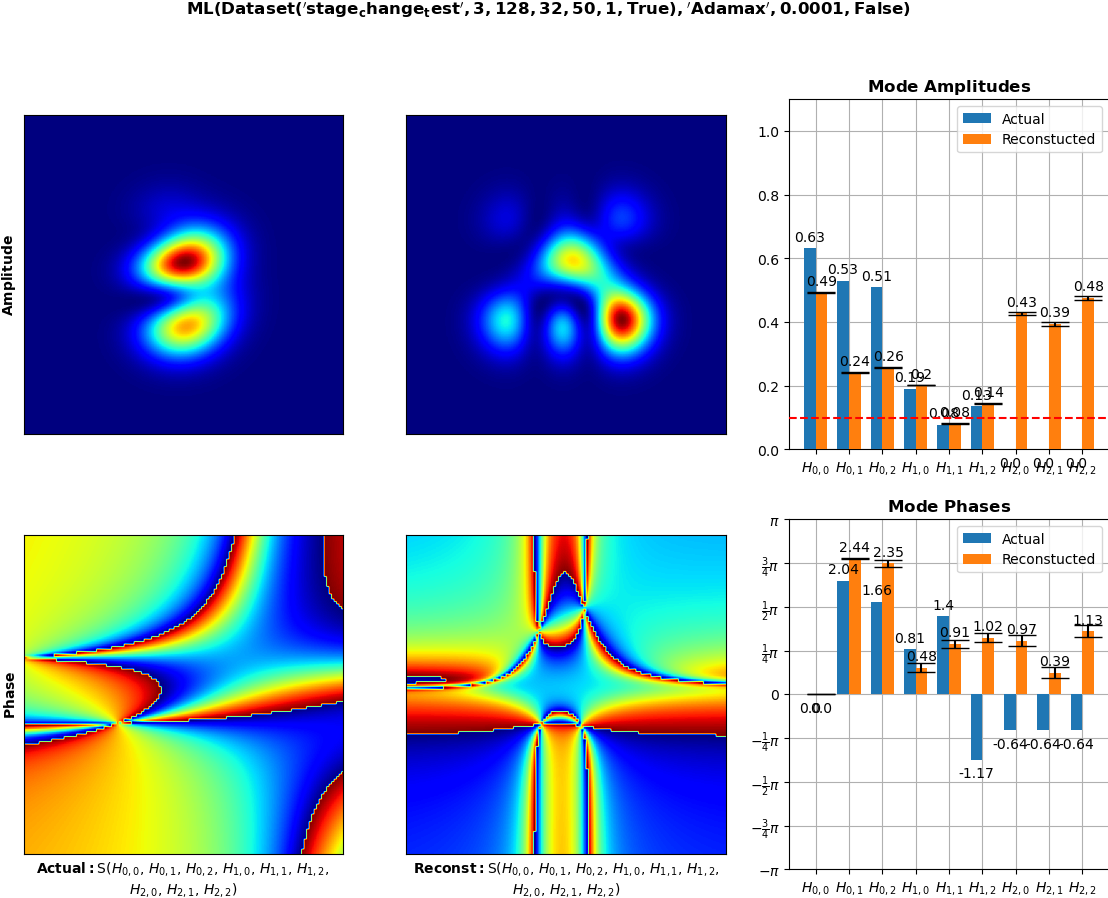 ML(Dataset('stage_change_test', 3, 128, 32, 50, 1, True), 'Adamax', 0.0001, False)
Amplitude
Mode Amplitudes
Actual
Reconstucted
1.0
0.8
0.6
0.4
0.2
0.0
0.63
0.49
0.53
0.24
0.51
0.26
0.19
0.2
0.08
0.08
0.13
0.14
0.0
0.43
0.0
0.39
0.0
0.48
H0,0 H0,1 H0,2 H1,0 H1,1 H1,2 H2,0 H2,1 H2,2
Phase
Actual: S(H0,0, H0,1, H0,2, H1,0, H1,1, H1,2,
H2,0, H2,1, H2,2)
Reconst: S(H0,0, H0,1, H0,2, H1,0, H1,1, H1,2,
H2,0, H2,1, H2,2)
Mode Phases
Actual
Reconstucted
π
3/4π
1/2π
1/4π
0
−1/4π
−1/2π
−3/4π
−π
0.0
0.0
2.04
2.44
1.66
2.35
0.81
0.48
1.4
0.91
-1.17
1.02
-0.64
0.97
-0.64
0.39
-0.64
1.13
H0,0 H0,1 H0,2 H1,0 H1,1 H1,2 H2,0 H2,1 H2,2